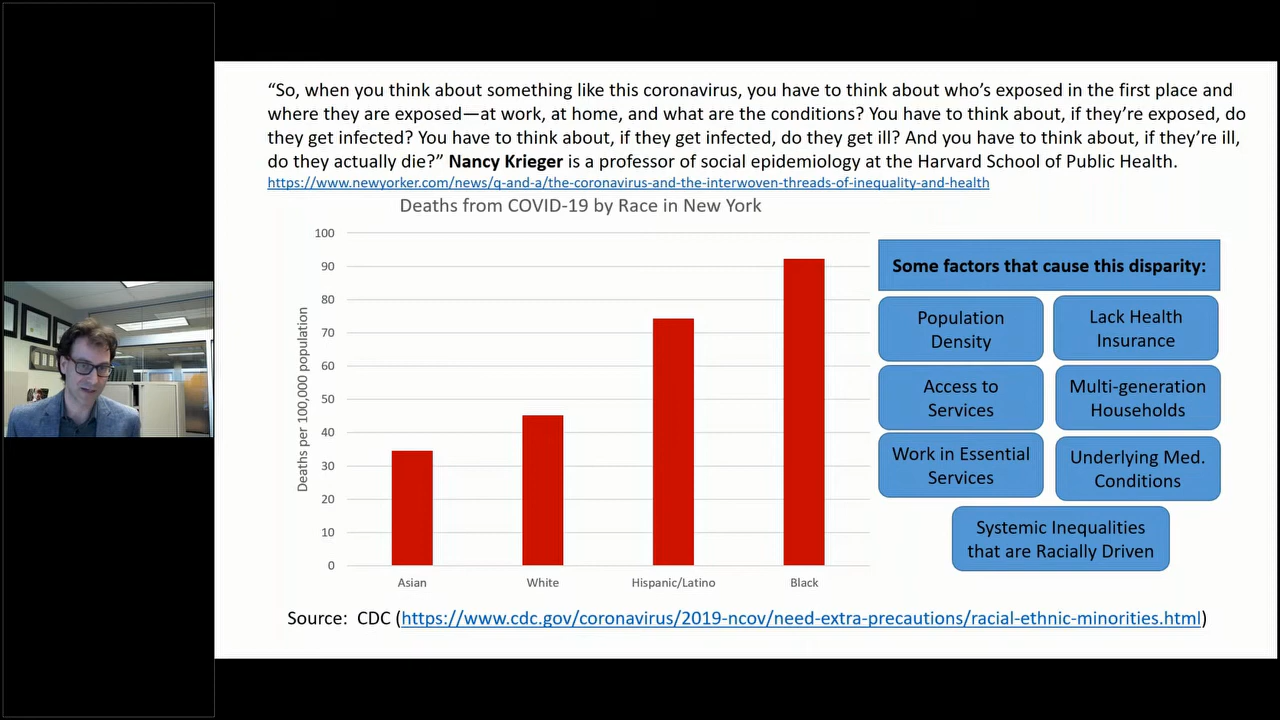 “So, when you think about something like this coronavirus, you have to think about who’s exposed in the first place and
where they are exposed—at work, at home, and what are the conditions? You have to think about, if they’re exposed, do
they get infected? You have to think about, if they get infected, do they get ill? And you have to think about, if they’re ill,
do they actually die?” Nancy Krieger is a professor of social epidemiology at the Harvard School of Public Health.
https://www.newyorker.com/news/q-and-a/the-coronavirus-and-the-interwoven-threads-of-inequality-and-health
Deaths from COVID-19 by Race in New York
Deaths per 100,000 population
100
90
80
70
60
50
40
30
20
10
0
Asian
White
Hispanic/Latino
Black
Some factors that cause this disparity:
Population
Density
Lack Health
Insurance
Access to
Services
Multi-generation
Households
Work in Essential
Services
Underlying Med.
Conditions
Systemic Inequalities
that are Racially Driven
Source: CDC (https://www.cdc.gov/coronavirus/2019-ncov/need-extra-precautions/racial-ethnic-minorities.html)